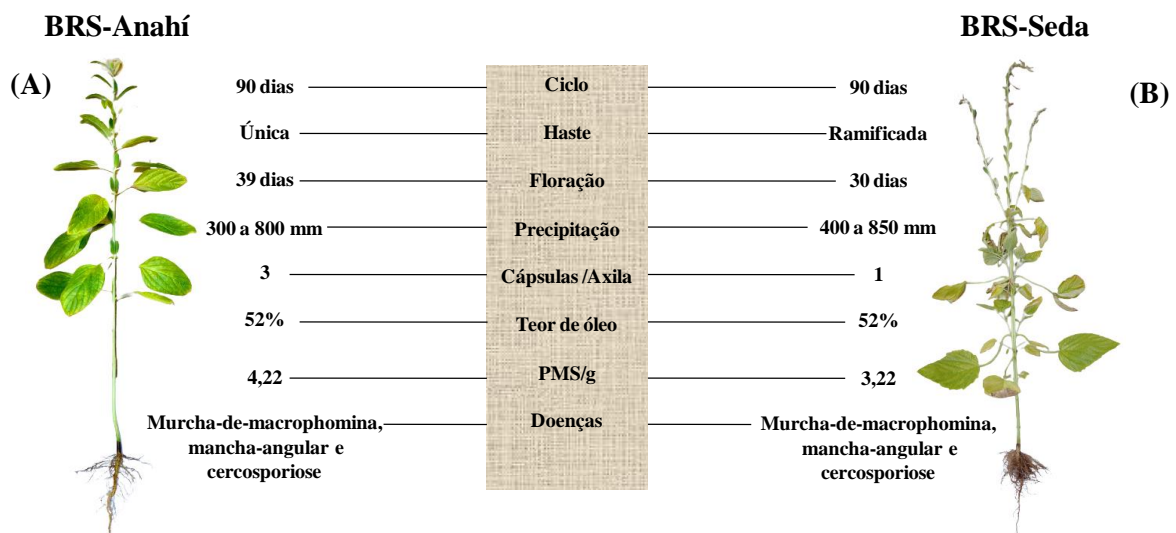 BRS-Anahí
BRS-Seda
(A)
(B)
90 dias
Ciclo
90 dias
Única
Haste
Ramificada
39 dias
Floração
30 dias
300 a 800 mm
Precipitação
400 a 850 mm
3
Cápsulas /Axila
1
52%
Teor de óleo
52%
4,22
PMS/g
3,22
Murcha-de-macrophomina,
mancha-angular e
cercosporiose
Doenças
Murcha-de-macrophomina,
mancha-angular e
cercosporiose